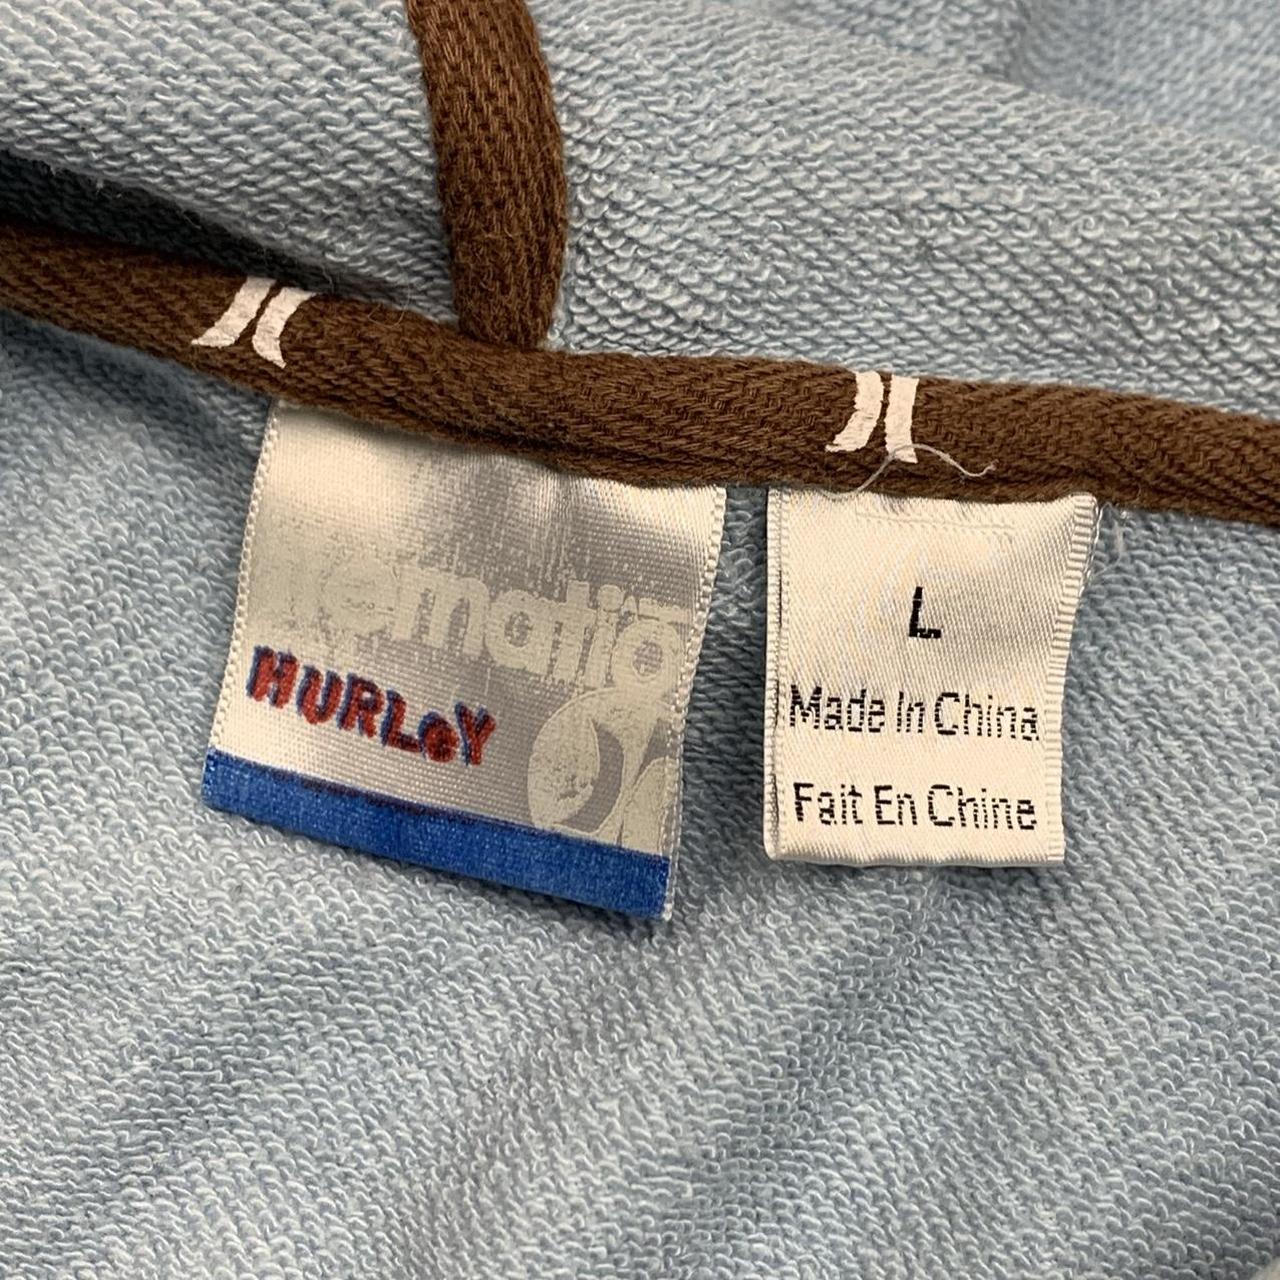 HURLeY
L
Made In China
Fait En Chine